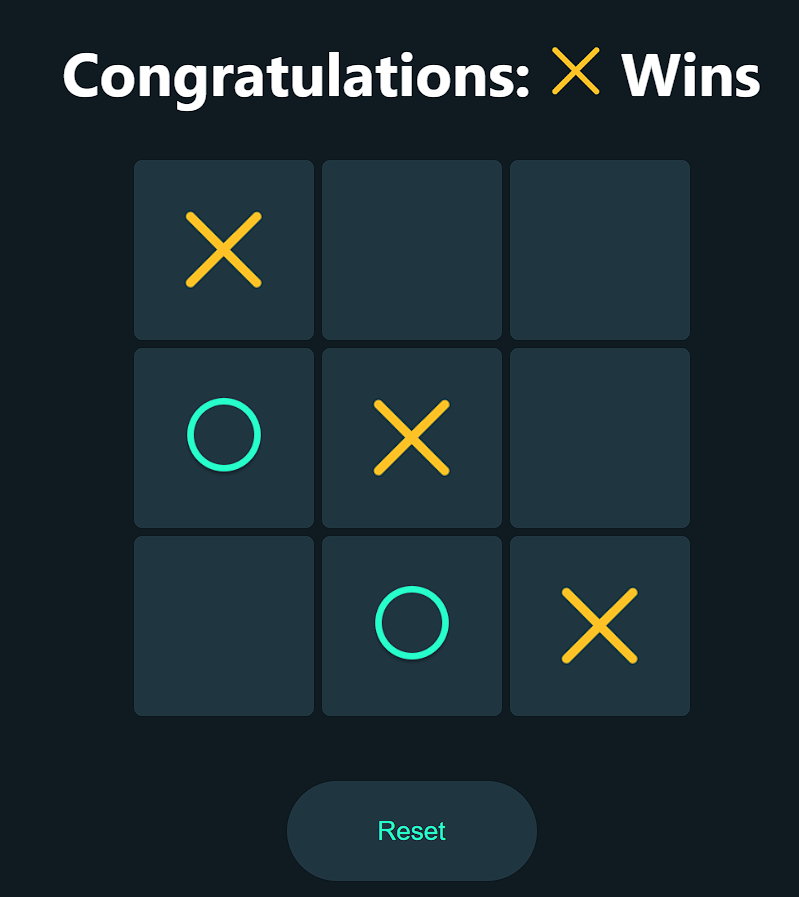 Congratulations: X Wins
X
O X
O X
Reset